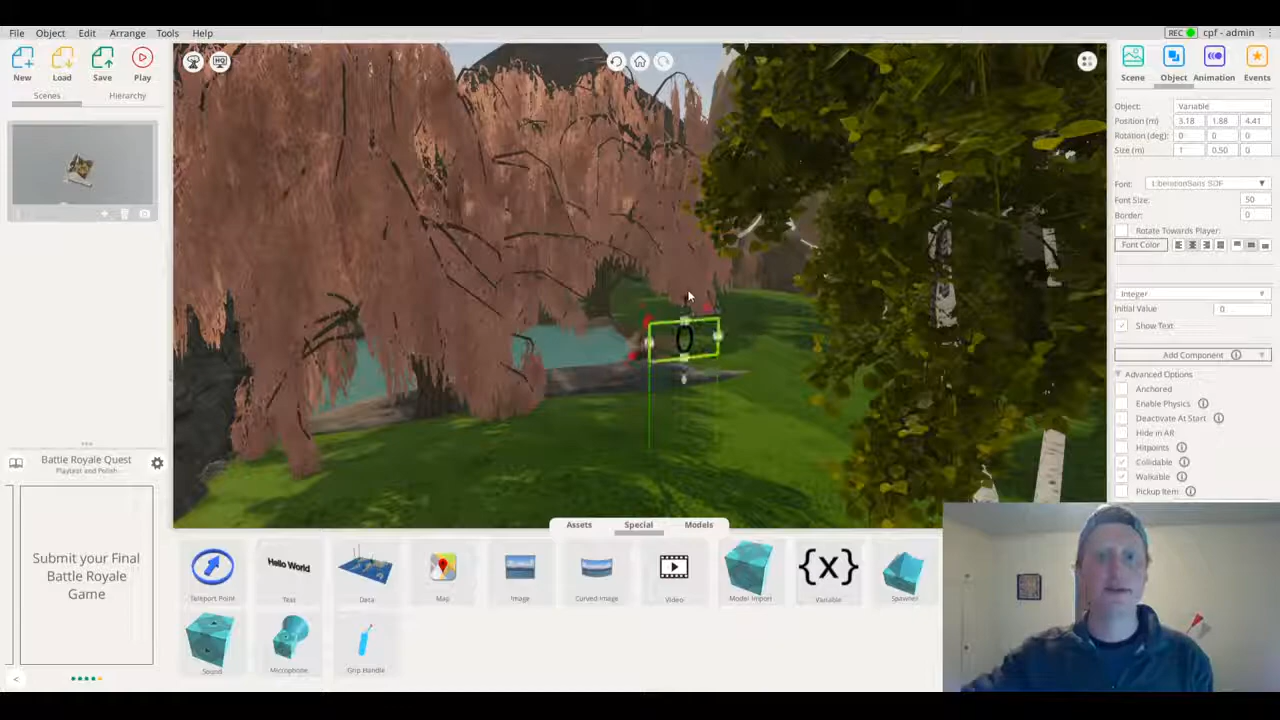 File Object Edit Arrange Tools Help
REC cpf - admin
New Load Save Play
Scenes Hierarchy
HQ
Scene Object Animation Events
Object: Variable
Position (m) 3.18 1.88 4.41
Rotation (deg): 0 0 0
Size (m) 1 0.50 0
Font: LiberationSans SDF
Font Size: 50
Border: 0
Rotate Towards Player:
Font Color
Integer
Initial Value 0
Show Text
Add Component
Advanced Options
Anchored
Enable Physics
Deactivate At Start
Hide in AR
Hitpoints
Collidable
Walkable
Pickup Item
0
Battle Royale Quest
Playtest and Polish
Submit your Final
Battle Royale
Game
<
Assets Special Models
Hello World
{x}
Teleport Point Text Data Map Image Curved Image Video Model Import Variable Spawner
Sound Microphone Grip Handle